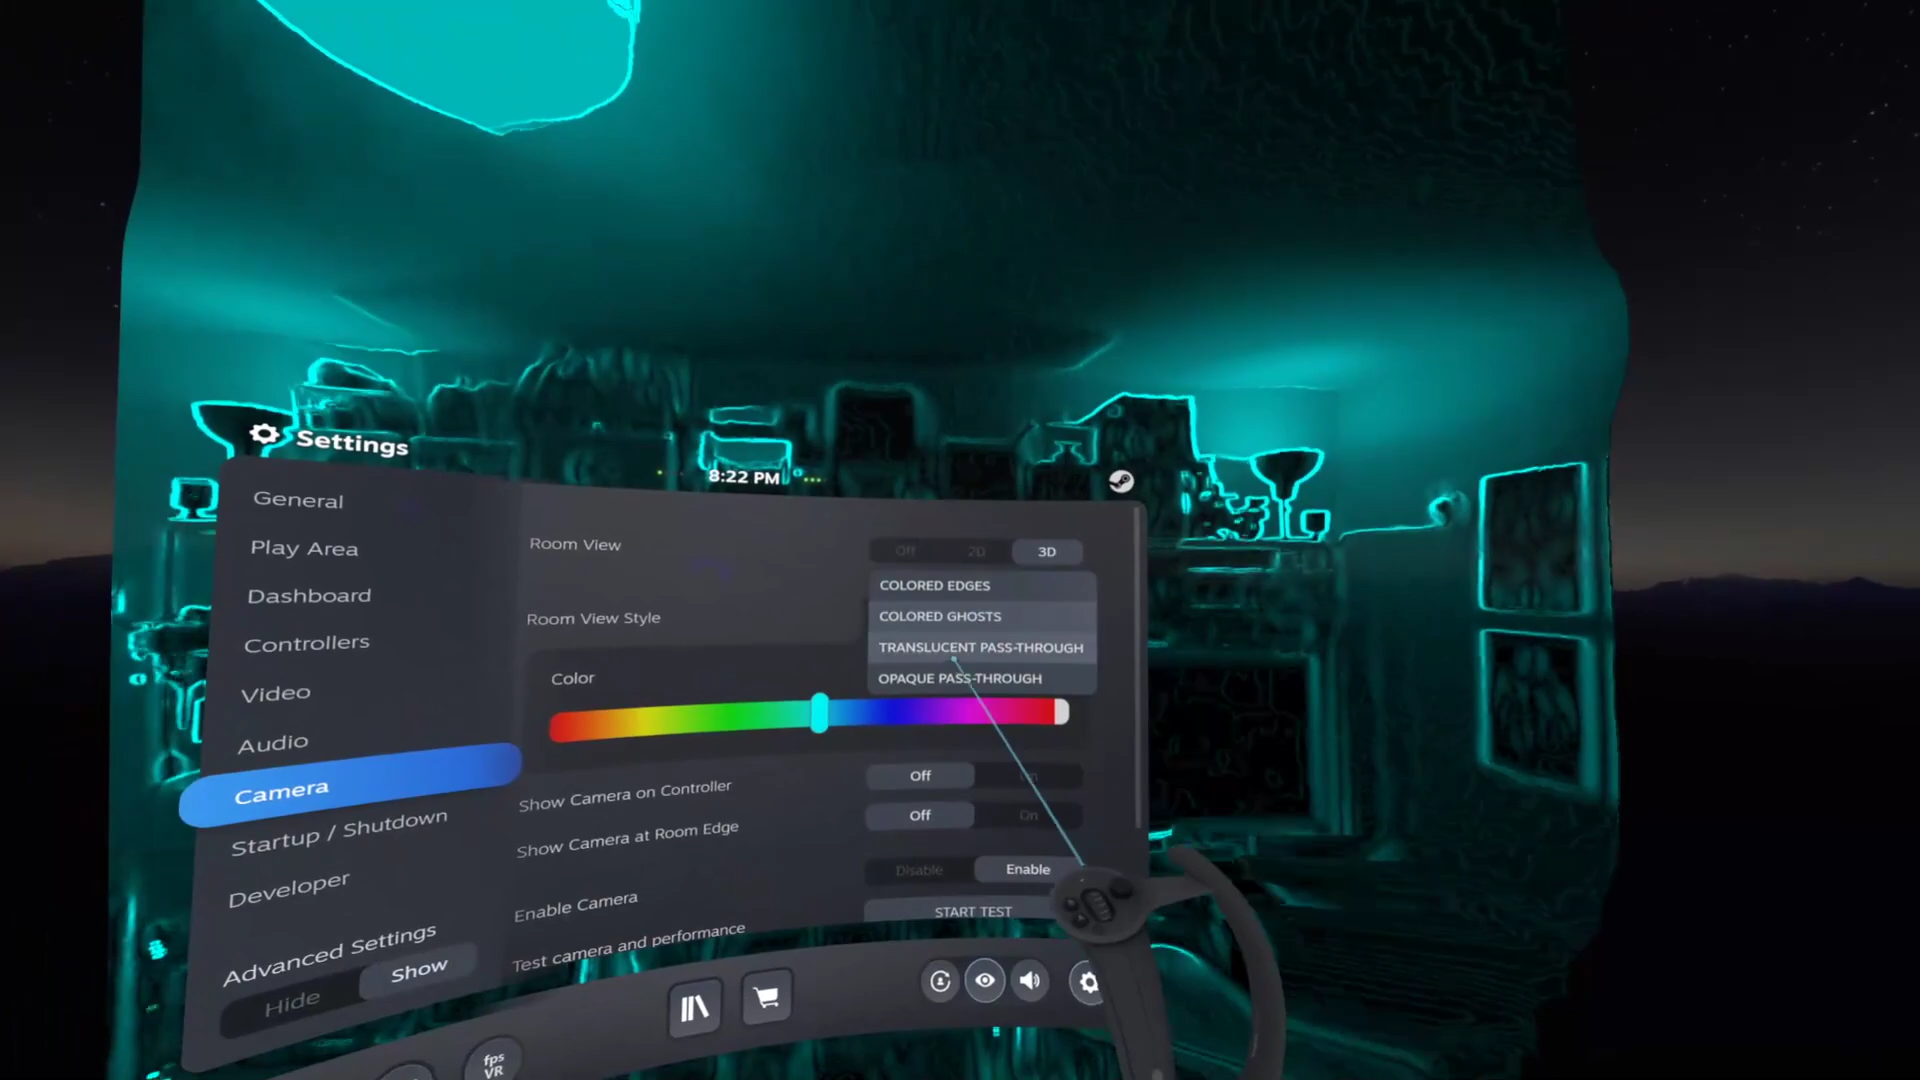 Settings
8:22 PM
General
Play Area
Dashboard
Controllers
Video
Audio
Camera
Startup / Shutdown
Developer
Advanced Settings
Hide
Show
Room View
Off
2D
3D
Room View Style
COLORED EDGES
COLORED GHOSTS
TRANSLUCENT PASS-THROUGH
OPAQUE PASS-THROUGH
Color
Show Camera on Controller
Off
On
Show Camera at Room Edge
Off
On
Enable Camera
Disable
Enable
Test camera and performance
START TEST
fps
VR